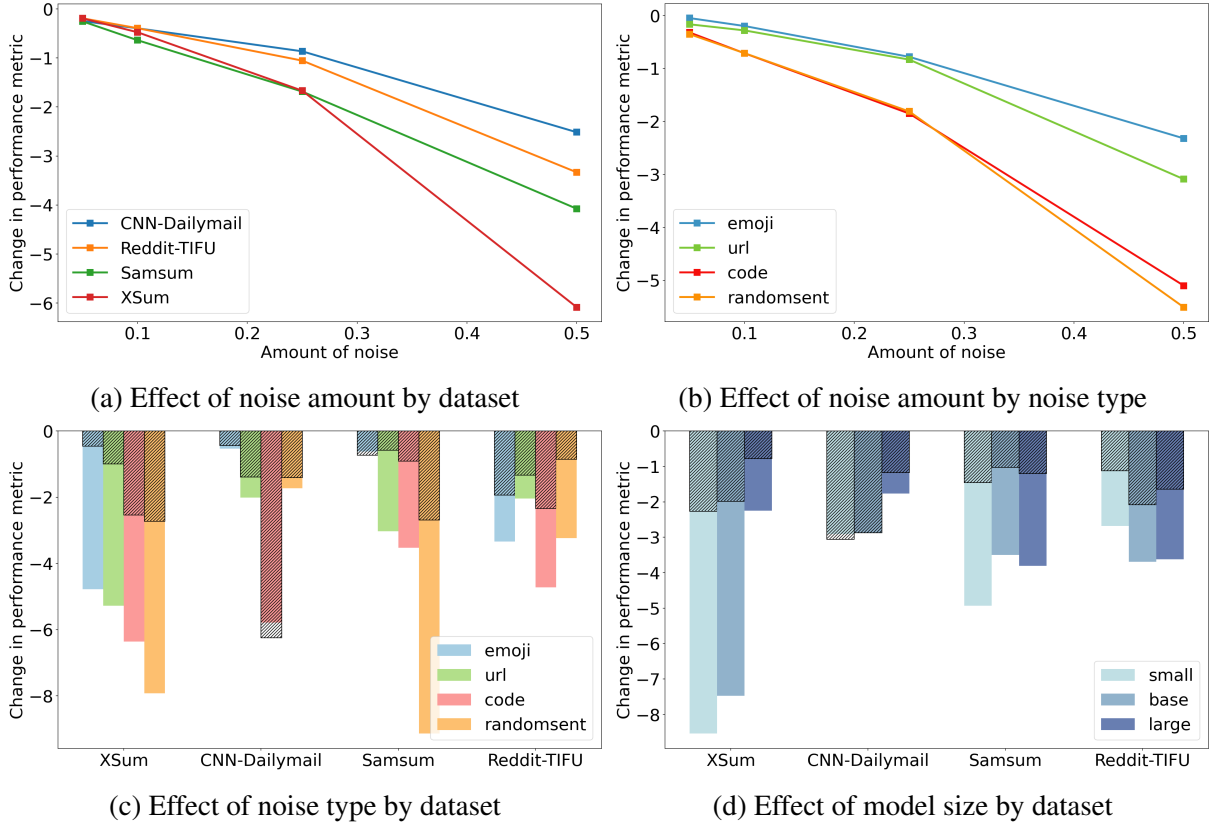 0
−1
−2
−3
−4
−5
−6
Change in performance metric
CNN-Dailymail
Reddit-TIFU
Samsum
XSum
0.1 0.2 0.3 0.4 0.5
Amount of noise
(a) Effect of noise amount by dataset
0
−1
−2
−3
−4
−5
Change in performance metric
emoji
url
code
randomsent
0.1 0.2 0.3 0.4 0.5
Amount of noise
(b) Effect of noise amount by noise type
0
−2
−4
−6
−8
Change in performance metric
emoji
url
code
randomsent
XSum CNN-Dailymail Samsum Reddit-TIFU
(c) Effect of noise type by dataset
0
−1
−2
−3
−4
−5
−6
−7
−8
Change in performance metric
small
base
large
XSum CNN-Dailymail Samsum Reddit-TIFU
(d) Effect of model size by dataset